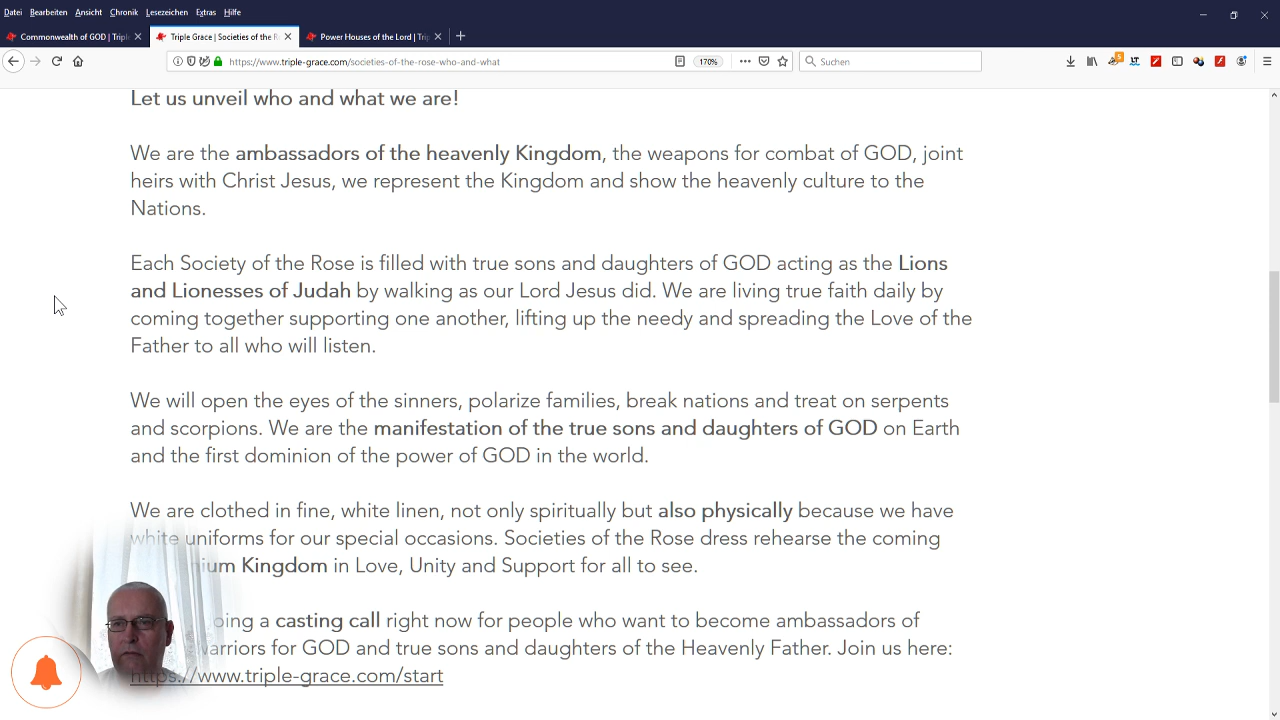 Datei Bearbeiten Ansicht Chronik Lesezeichen Extras Hilfe
Commonwealth of GOD | Triple
Triple Grace | Societies of the Ro
Power Houses of the Lord | Trip
https://www.triple-grace.com/societies-of-the-rose-who-and-what
170%
Suchen
Let us unveil who and what we are!
We are the ambassadors of the heavenly Kingdom, the weapons for combat of GOD, joint
heirs with Christ Jesus, we represent the Kingdom and show the heavenly culture to the
Nations.
Each Society of the Rose is filled with true sons and daughters of GOD acting as the Lions
and Lionesses of Judah by walking as our Lord Jesus did. We are living true faith daily by
coming together supporting one another, lifting up the needy and spreading the Love of the
Father to all who will listen.
We will open the eyes of the sinners, polarize families, break nations and treat on serpents
and scorpions. We are the manifestation of the true sons and daughters of GOD on Earth
and the first dominion of the power of GOD in the world.
We are clothed in fine, white linen, not only spiritually but also physically because we have
white uniforms for our special occasions. Societies of the Rose dress rehearse the coming
ium Kingdom in Love, Unity and Support for all to see.
oing a casting call right now for people who want to become ambassadors of
arriors for GOD and true sons and daughters of the Heavenly Father. Join us here:
https://www.triple-grace.com/start